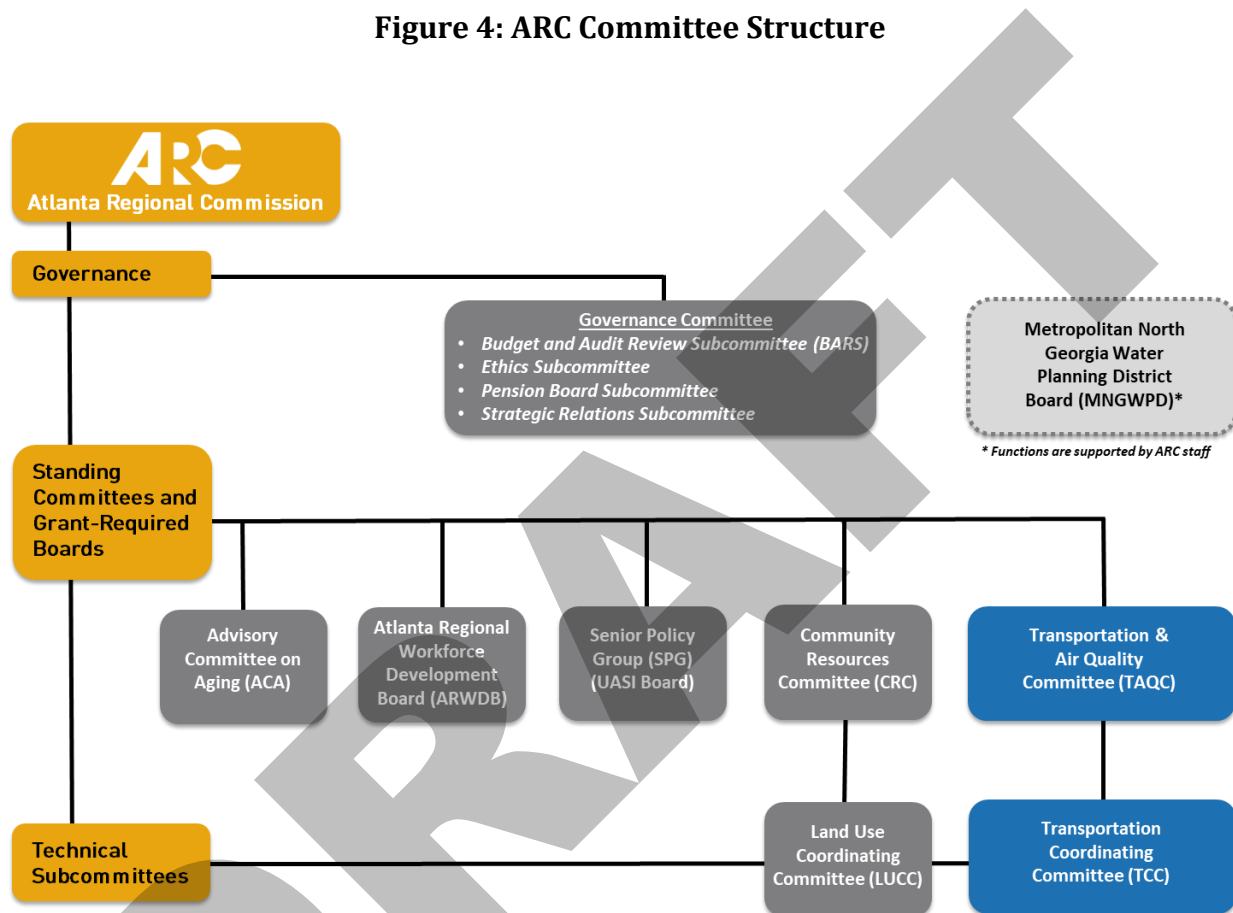 Figure 4: ARC Committee Structure
ARC
Atlanta Regional Commission
Governance
Governance Committee
• Budget and Audit Review Subcommittee (BARS)
• Ethics Subcommittee
• Pension Board Subcommittee
• Strategic Relations Subcommittee
Metropolitan North
Georgia Water
Planning District
Board (MNGWPD)*
* Functions are supported by ARC staff
Standing
Committees and
Grant-Required
Boards
Advisory
Committee on
Aging (ACA)
Atlanta Regional
Workforce
Development
Board (ARWDB)
Senior Policy
Group (SPG)
(UASI Board)
Community
Resources
Committee (CRC)
Transportation &
Air Quality
Committee (TAQC)
Technical
Subcommittees
Land Use
Coordinating
Committee (LUCC)
Transportation
Coordinating
Committee (TCC)
DRAFT